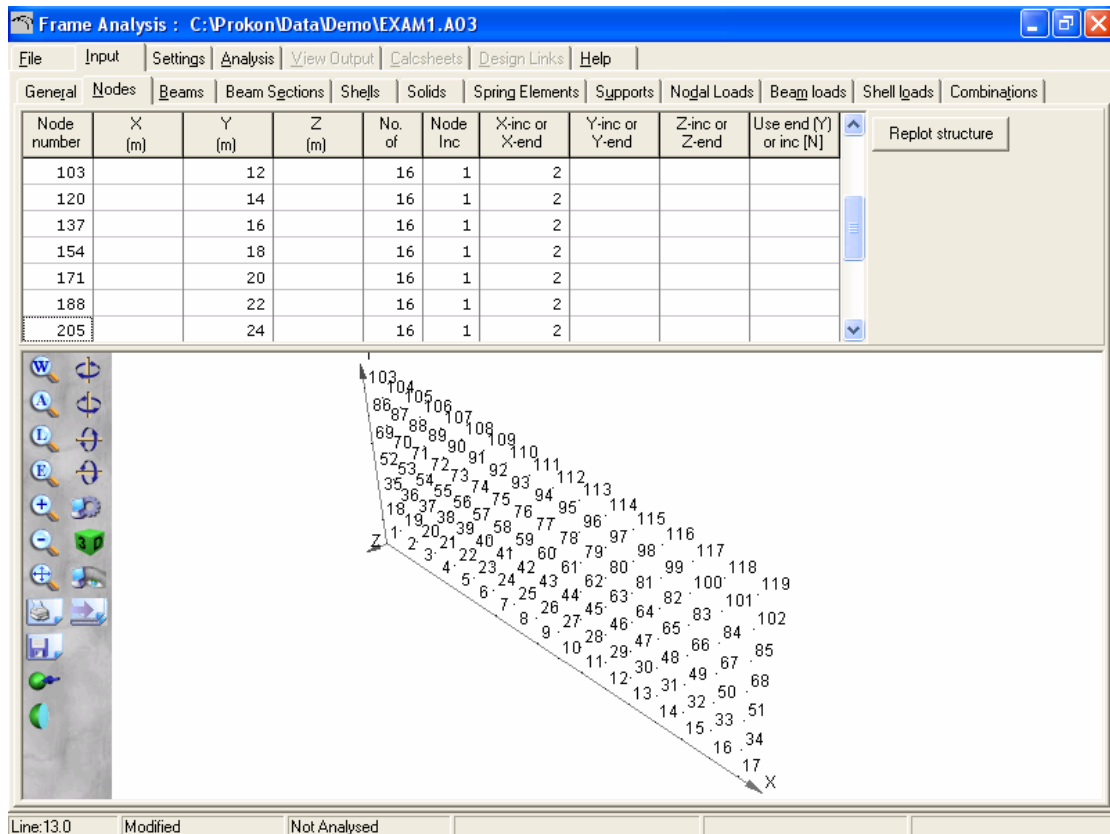 Frame Analysis : C:\Prokon\Data\Demo\EXAM1.A03
File Input Settings Analysis View Output Calcsheets Design Links Help
General Nodes Beams Beam Sections Shells Solids Spring Elements Supports Nodal Loads Beam loads Shell loads Combinations
Node number X (m) Y (m) Z (m) No. of Node Inc X-inc or X-end Y-inc or Y-end Z-inc or Z-end Use end (Y) or inc [N]
Replot structure
103 12 16 1 2
120 14 16 1 2
137 16 16 1 2
154 18 16 1 2
171 20 16 1 2
188 22 16 1 2
205 24 16 1 2
W
A
L
E
3D
103 104 105 106 107 108 109 110 111 112 113 114 115 116 117 118 119
86 87 88 89 90 91 92 93 94 95 96 97 98 99 100 101 102
69 70 71 72 73 74 75 76 77 78 79 80 81 82 83 84 85
52 53 54 55 56 57 58 59 60 61 62 63 64 65 66 67 68
35 36 37 38 39 40 41 42 43 44 45 46 47 48 49 50 51
18 19 20 21 22 23 24 25 26 27 28 29 30 31 32 33 34
1 2 3 4 5 6 7 8 9 10 11 12 13 14 15 16 17
Z
X
Line:13.0 Modified Not Analysed